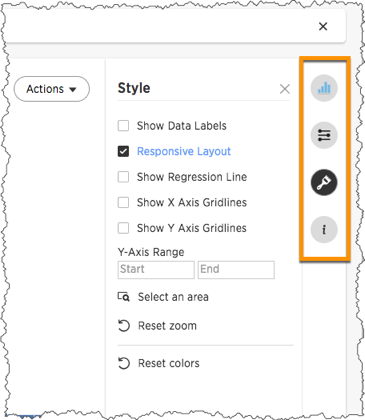 Actions
Style
Show Data Labels
Responsive Layout
Show Regression Line
Show X Axis Gridlines
Show Y Axis Gridlines
Y-Axis Range
Start End
Select an area
Reset zoom
Reset colors
i